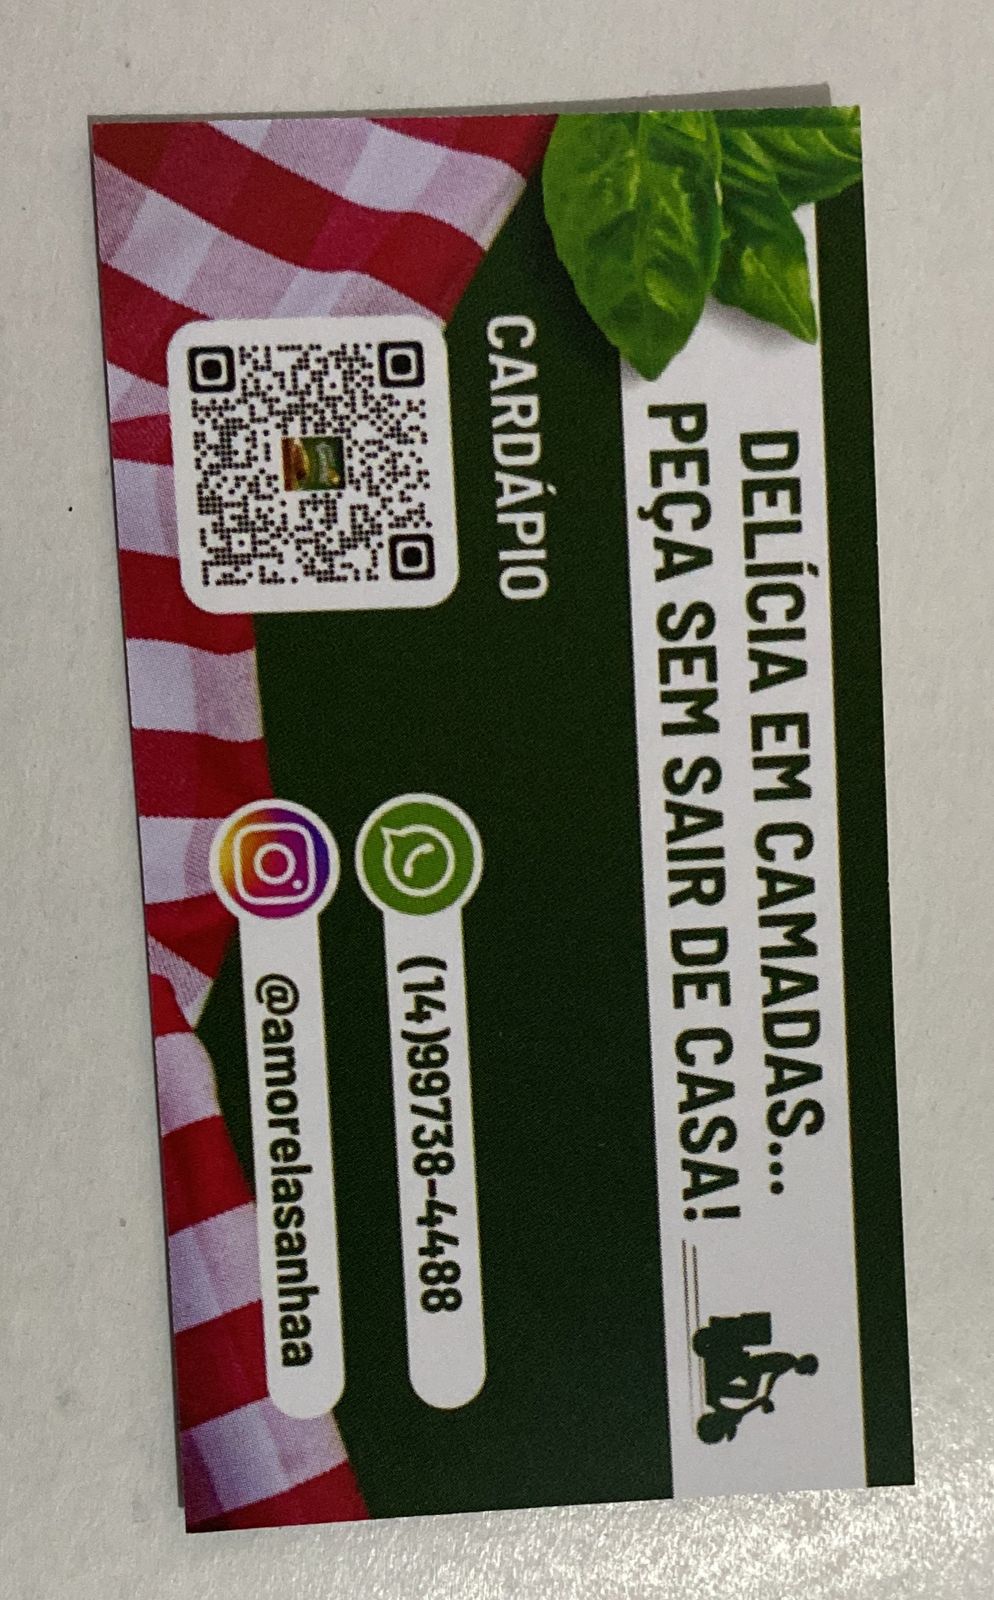 DELÍCIA EM CAMADAS...
PEÇA SEM SAIR DE CASA!
CARDÁPIO
(14)99738-4488
@amorelasanhaa